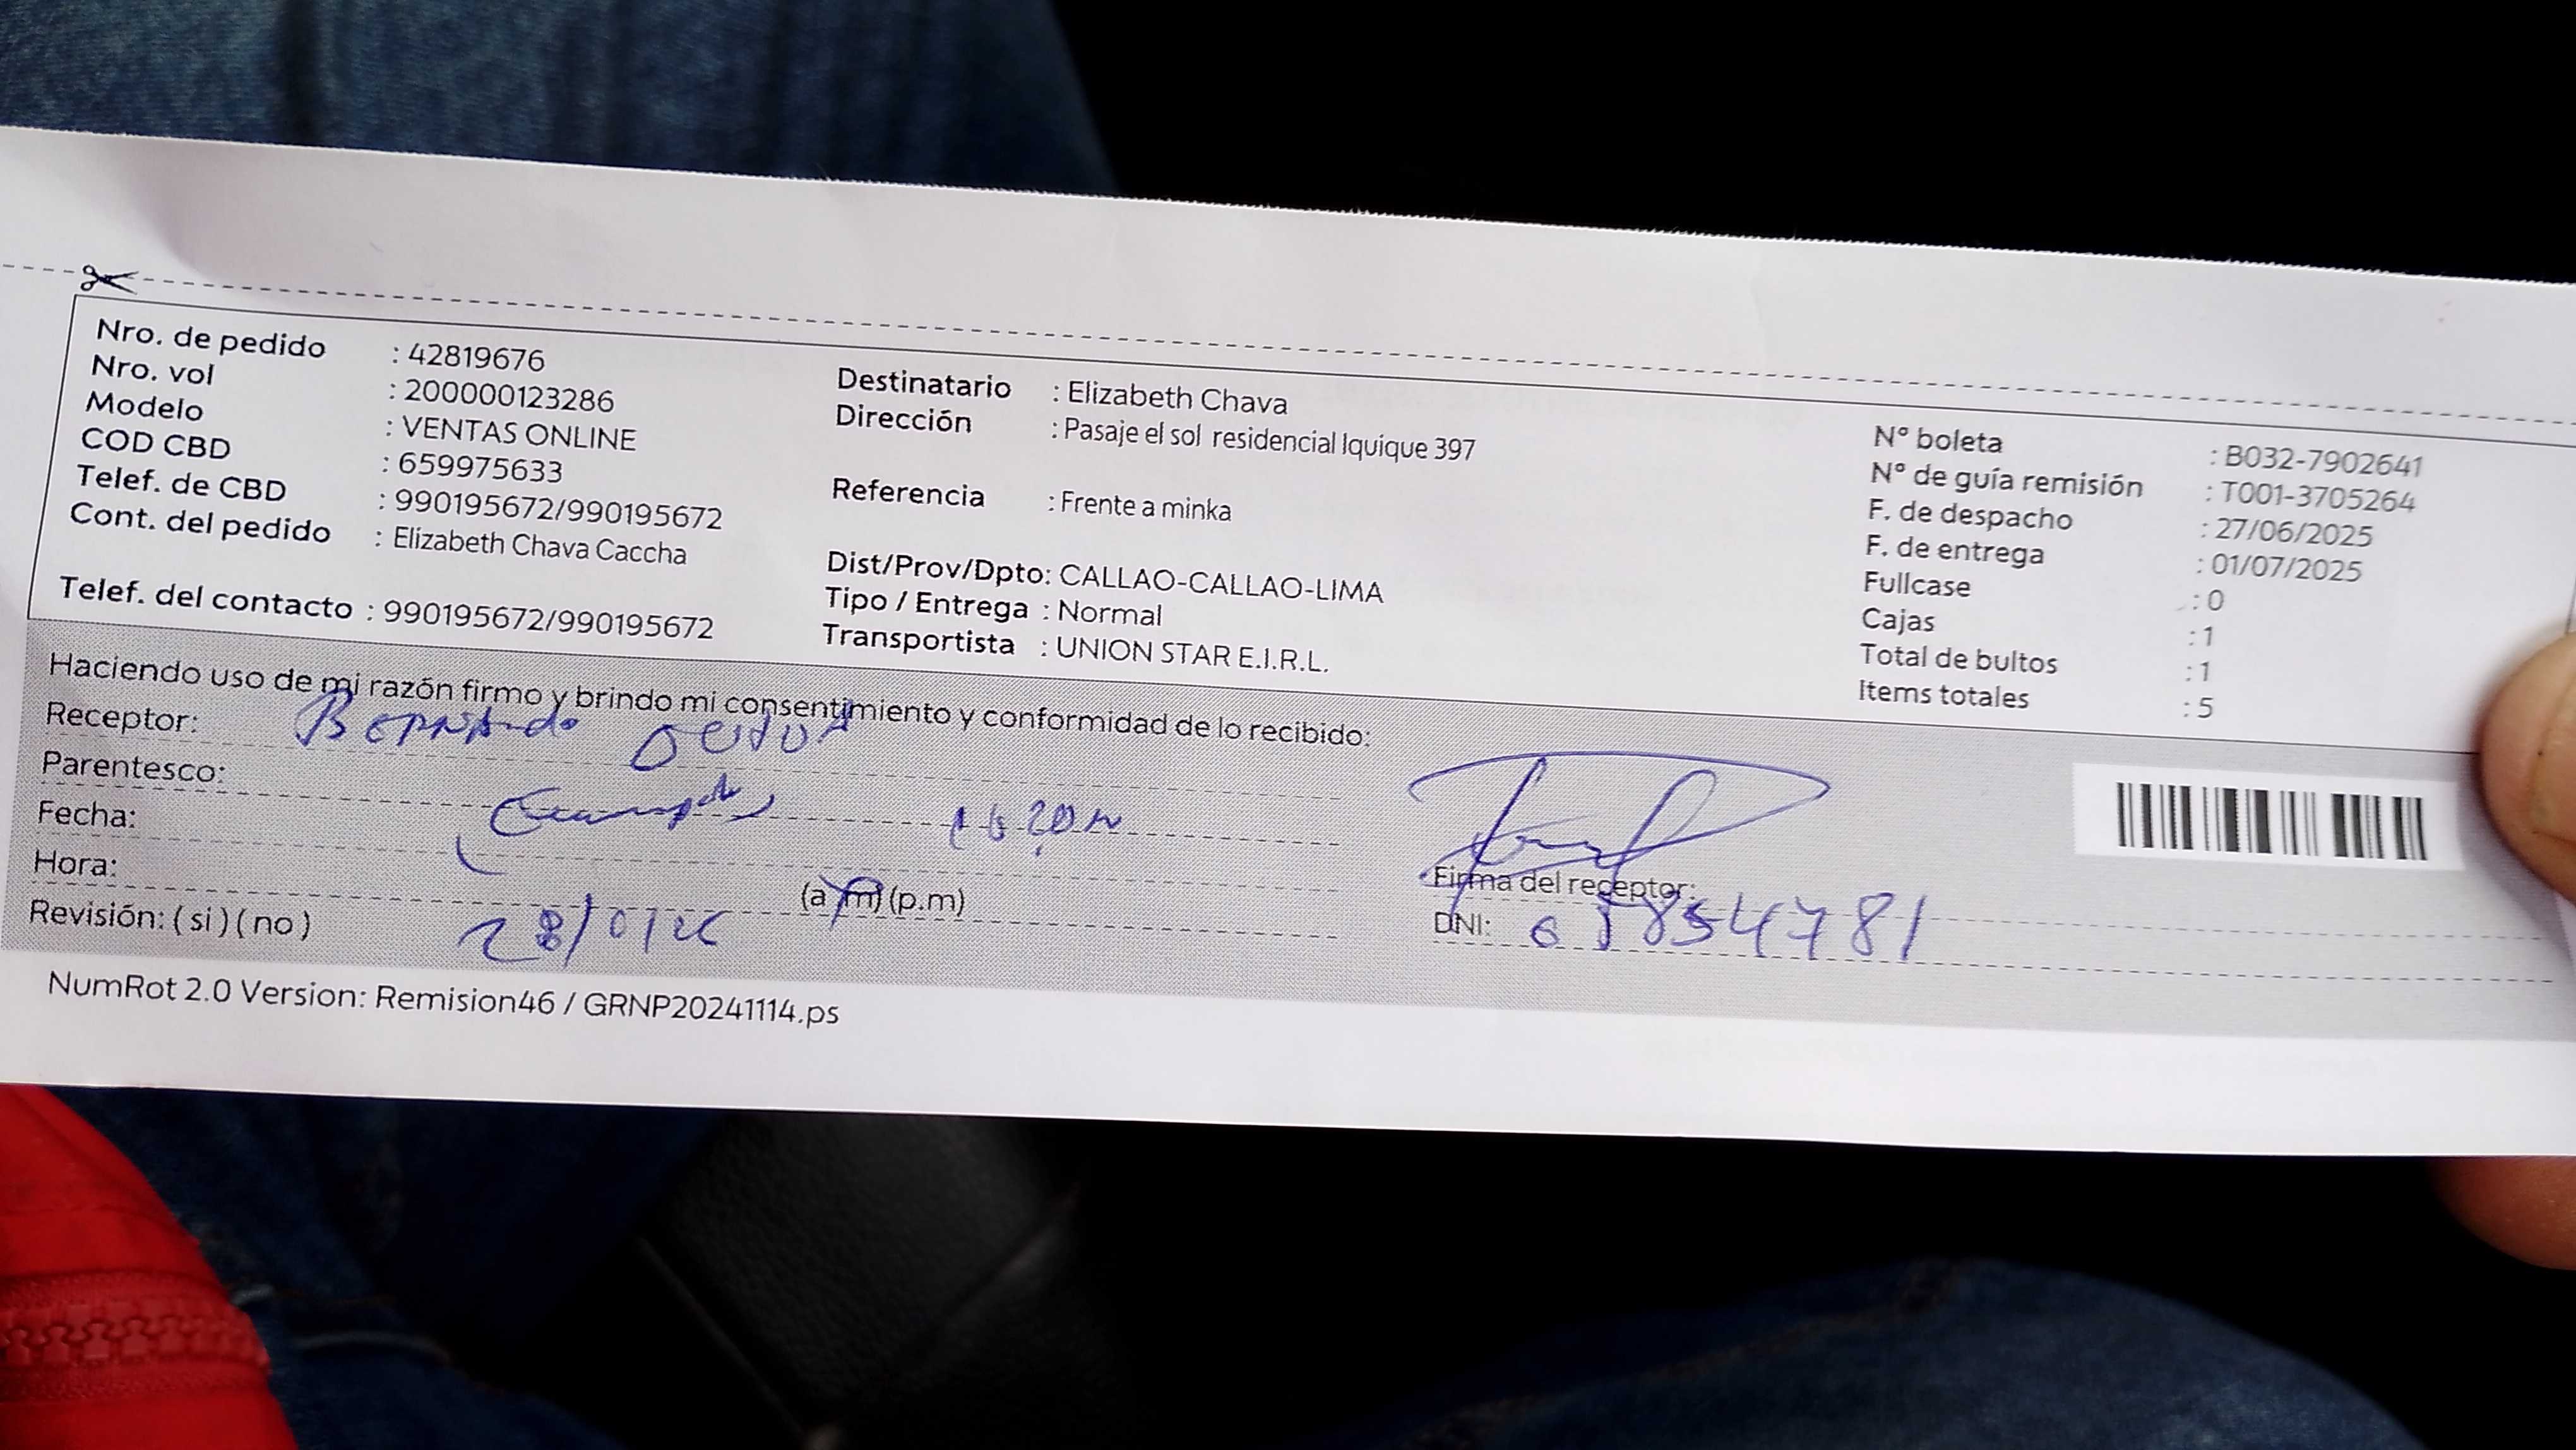 Nro. de pedido : 42819676
Nro. vol : 200000123286
Modelo : VENTAS ONLINE
COD CBD : 659975633
Telef. de CBD : 990195672/990195672
Cont. del pedido : Elizabeth Chava Caccha
Telef. del contacto : 990195672/990195672
Destinatario : Elizabeth Chava
Dirección : Pasaje el sol residencial Iquique 397
Referencia : Frente a minka
Dist/Prov/Dpto: CALLAO-CALLAO-LIMA
Tipo / Entrega : Normal
Transportista : UNION STAR E.I.R.L.
N° boleta : B032-7902641
N° de guía remisión : T001-3705264
F. de despacho : 27/06/2025
F. de entrega : 01/07/2025
Fullcase : 0
Cajas : 1
Total de bultos : 1
Items totales : 5
Haciendo uso de mi razón firmo y brindo mi consentimiento y conformidad de lo recibido:
Receptor: Bernardo
Parentesco:
Fecha:
Hora: (a.m) (p.m)
Revisión: ( si ) ( no )
Firma del receptor:
DNI:
NumRot 2.0 Version: Remision46 / GRNP20241114.ps